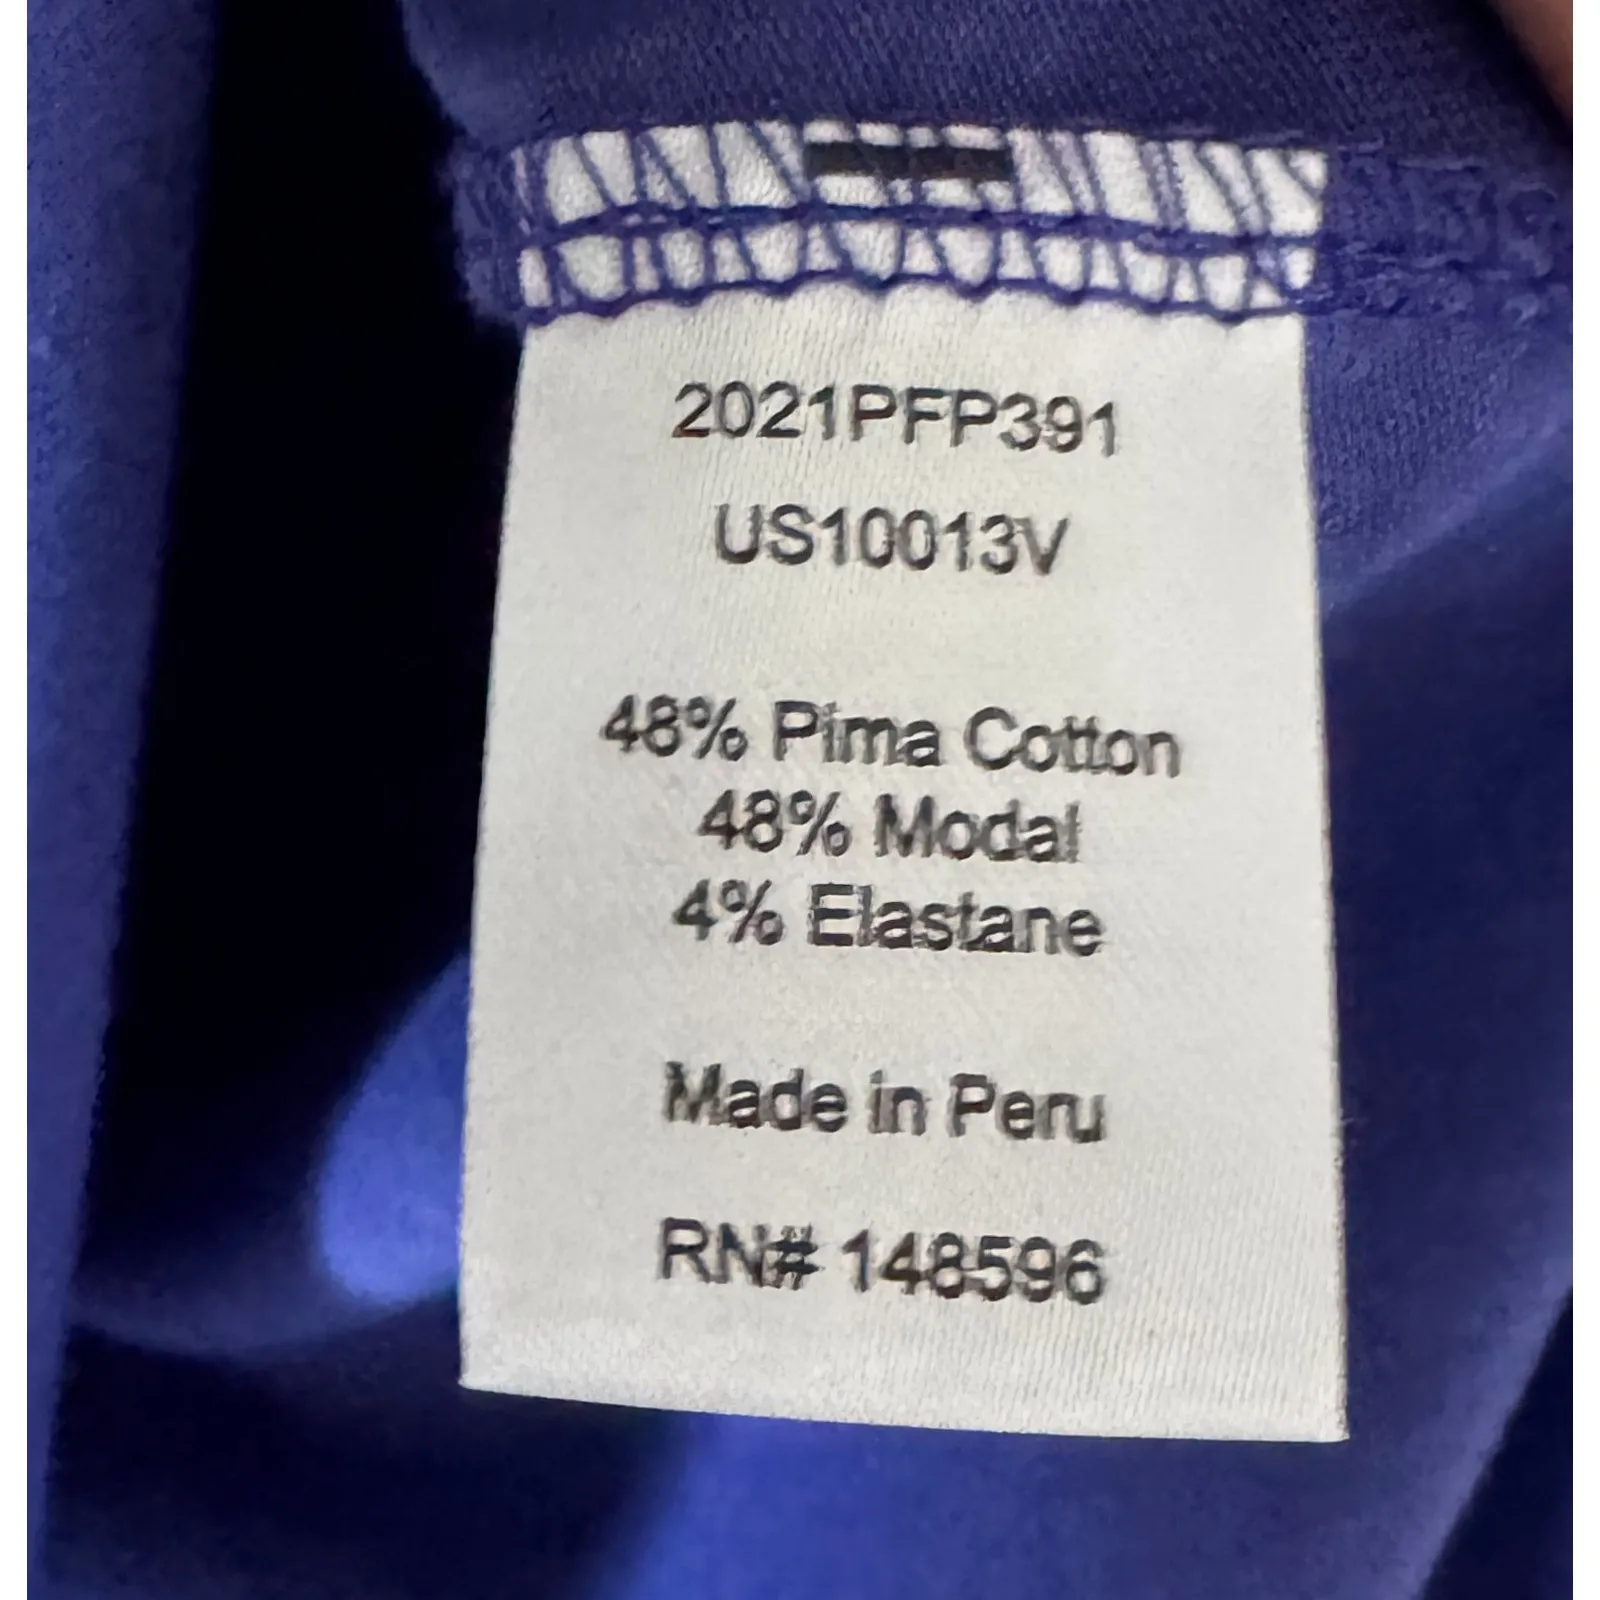 2021PFP391
US10013V
48% Pima Cotton
48% Modal
4% Elastane
Made in Peru
RN# 148596